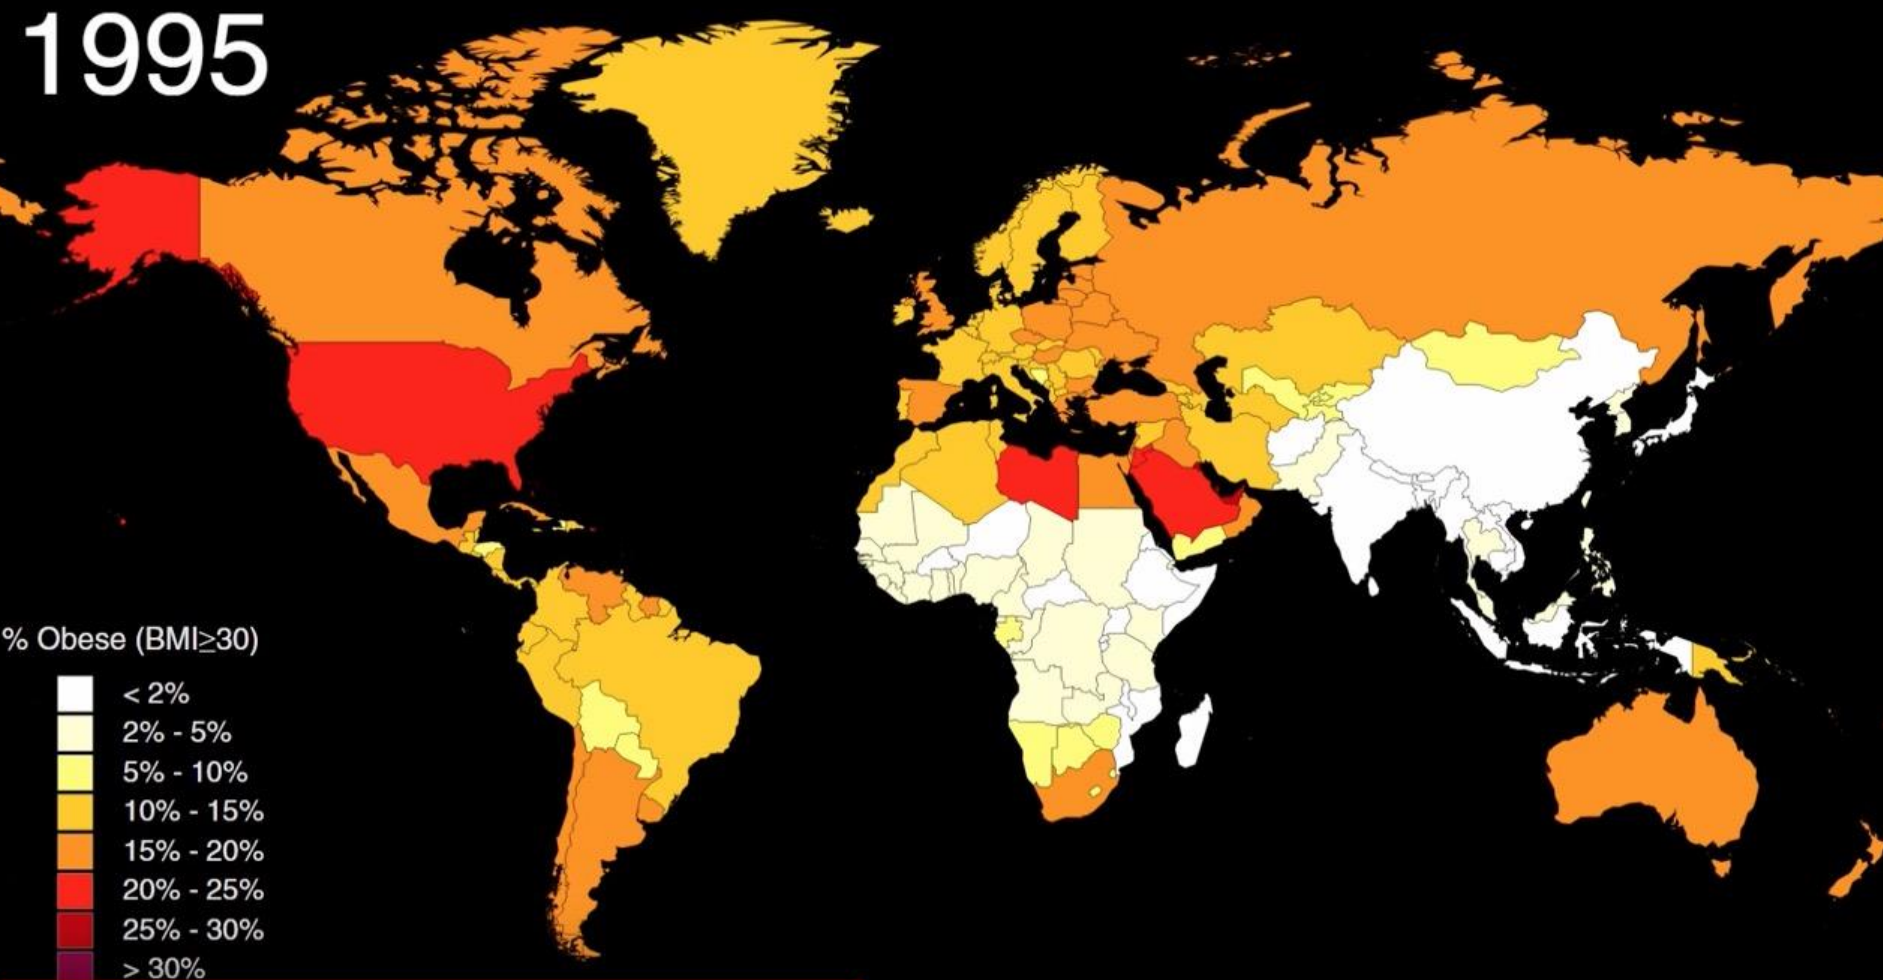 1995
% Obese (BMI≥30)
< 2%
2% - 5%
5% - 10%
10% - 15%
15% - 20%
20% - 25%
25% - 30%
> 30%